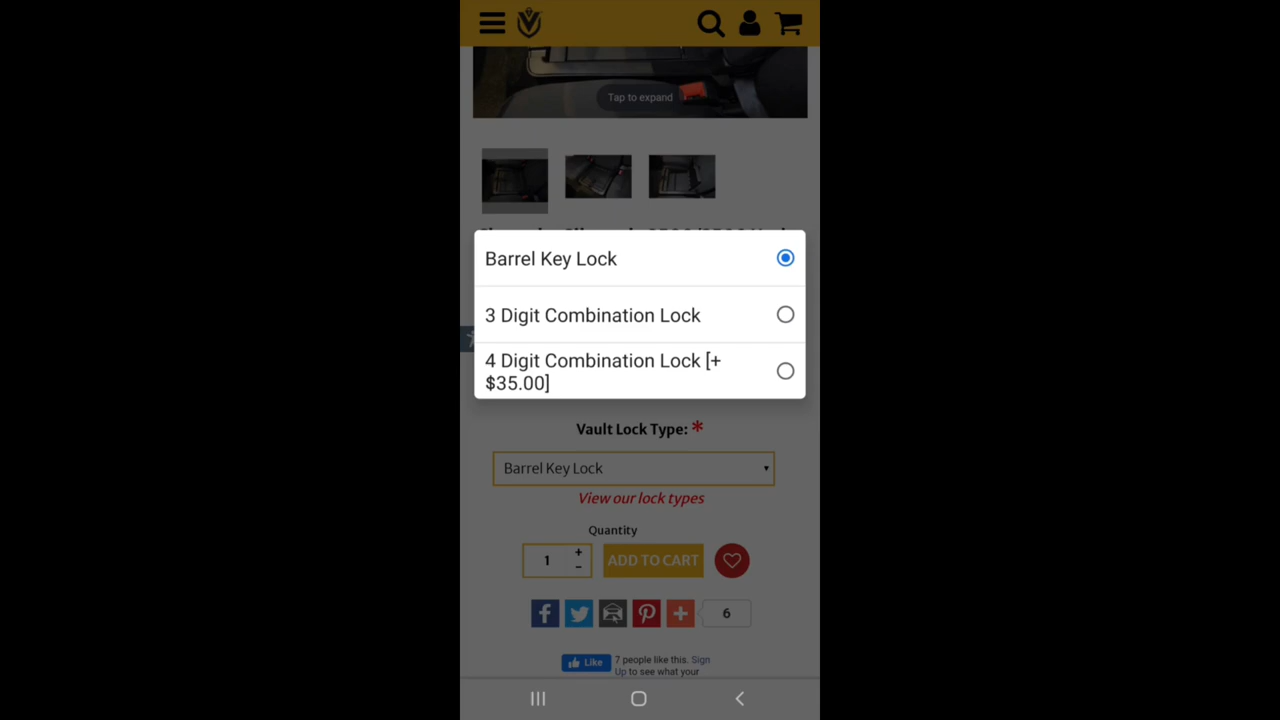 Tap to expand
Barrel Key Lock
3 Digit Combination Lock
4 Digit Combination Lock [+
$35.00]
Vault Lock Type: *
Barrel Key Lock
View our lock types
Quantity
1
+
-
ADD TO CART
6
Like
7 people like this. Sign
Up to see what your